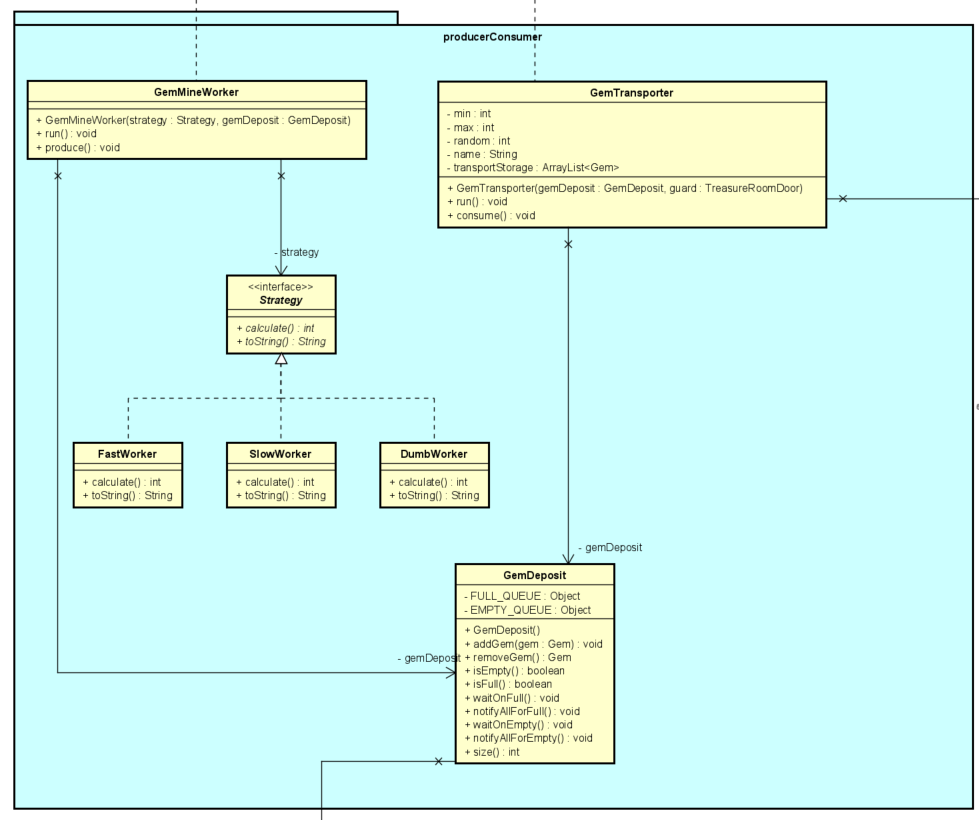 producerConsumer
GemMineWorker
+ GemMineWorker(strategy : Strategy, gemDeposit : GemDeposit)
+ run() : void
+ produce() : void
GemTransporter
- min : int
- max : int
- random : int
- name : String
- transportStorage : ArrayList<Gem>
+ GemTransporter(gemDeposit : GemDeposit, guard : TreasureRoomDoor)
+ run() : void
+ consume() : void
- strategy
<<interface>>
Strategy
+ calculate() : int
+ toString() : String
FastWorker
+ calculate() : int
+ toString() : String
SlowWorker
+ calculate() : int
+ toString() : String
DumbWorker
+ calculate() : int
+ toString() : String
- gemDeposit
GemDeposit
- FULL_QUEUE : Object
- EMPTY_QUEUE : Object
+ GemDeposit()
+ addGem(gem : Gem) : void
- gemDeposit
+ removeGem() : Gem
+ isEmpty() : boolean
+ isFull() : boolean
+ waitOnFull() : void
+ notifyAllForFull() : void
+ waitOnEmpty() : void
+ notifyAllForEmpty() : void
+ size() : int